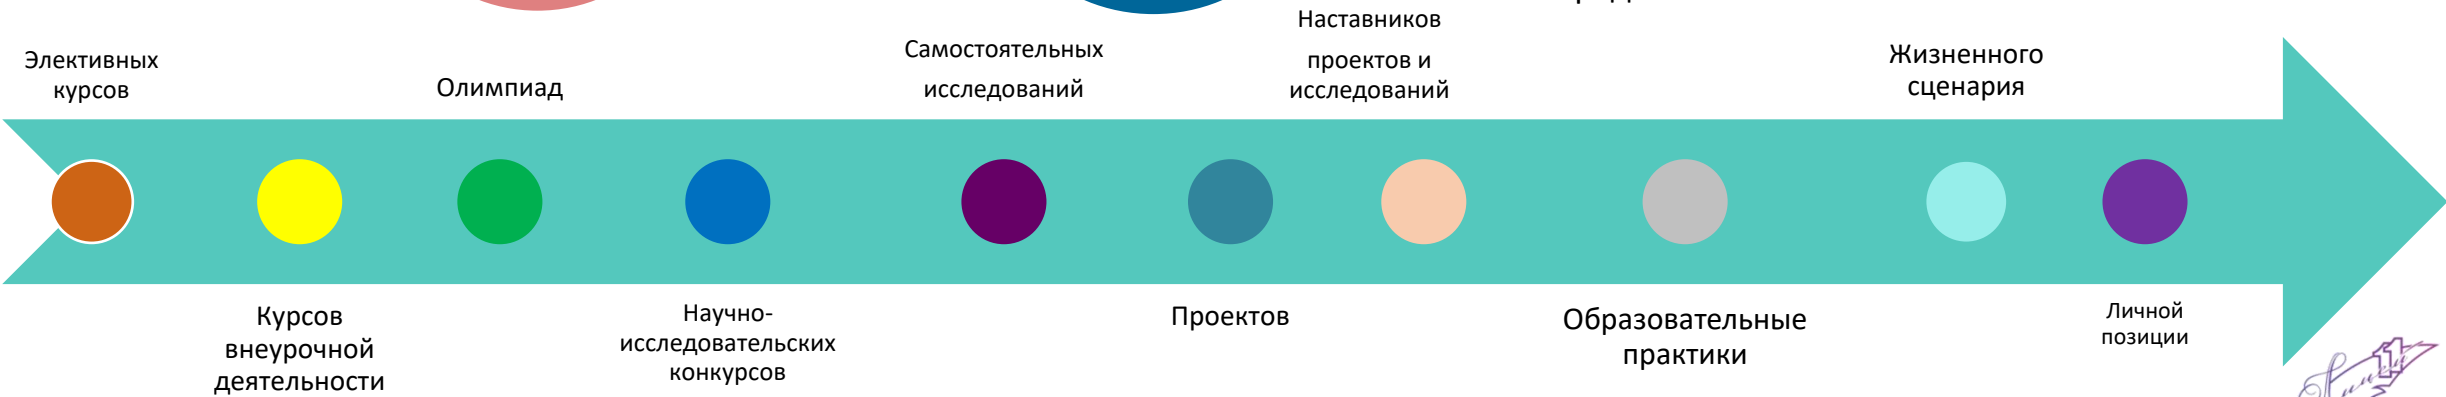 Наставников
проектов и
исследований
Элективных
курсов
Олимпиад
Самостоятельных
исследований
Жизненного
сценария
Курсов
внеурочной
деятельности
Научно-
исследовательских
конкурсов
Проектов
Образовательные
практики
Личной
позиции
11